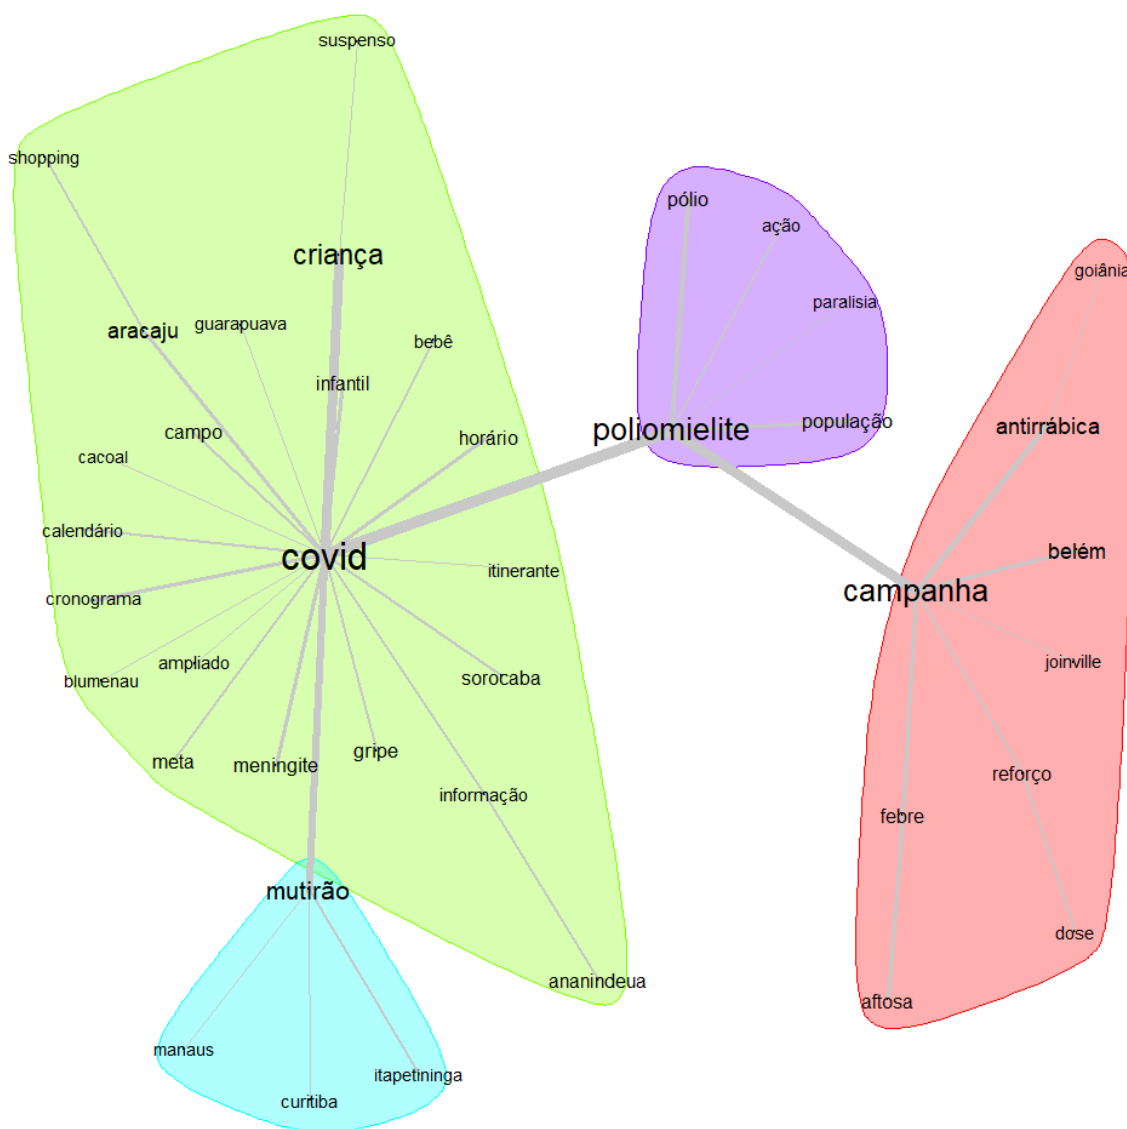 suspenso
shopping
pólio
ação
criança
goiânia
paralisia
guarapuava
aracaju
bebê
infantil
população
antirrábica
poliomielite
campo
horário
cacoal
calendário
belém
covid
itinerante
campanha
cronograma
ampliado
joinville
sorocaba
blumenau
gripe
meta
meningite
reforço
informação
febre
mutirão
dose
ananindeua
aftosa
manaus
itapetininga
curitiba